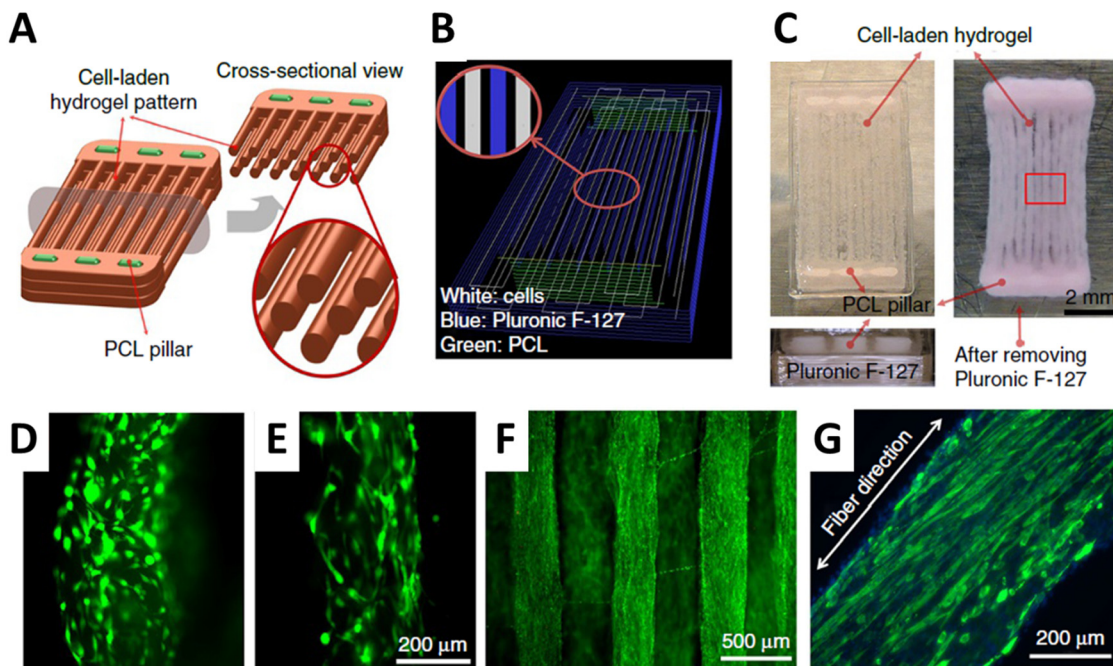 A
Cell-laden
hydrogel pattern
Cross-sectional view
PCL pillar
B
White: cells
Blue: Pluronic F-127
Green: PCL
C
Cell-laden hydrogel
PCL pillar
2 mm
Pluronic F-127
After removing
Pluronic F-127
D
E
200 μm
F
500 μm
G
Fiber direction
200 μm